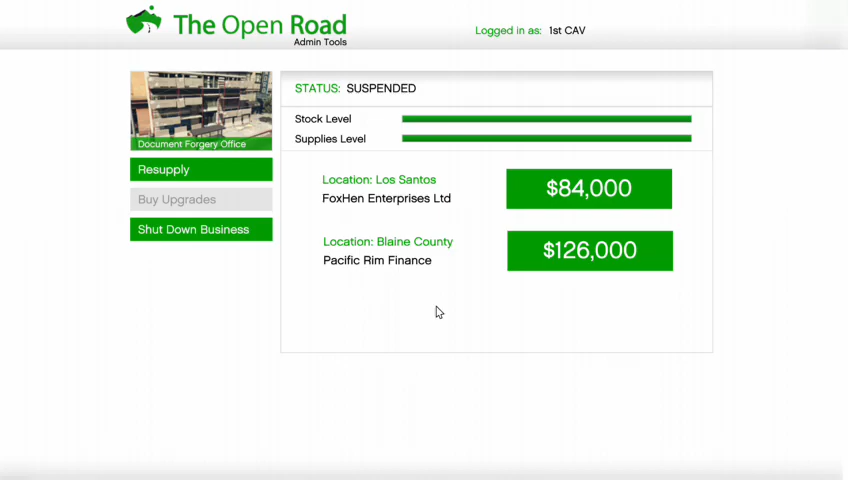 The Open Road
Admin Tools
Logged in as: 1st CAV
Document Forgery Office
Resupply
Buy Upgrades
Shut Down Business
STATUS: SUSPENDED
Stock Level
Supplies Level
Location: Los Santos
FoxHen Enterprises Ltd
$84,000
Location: Blaine County
Pacific Rim Finance
$126,000